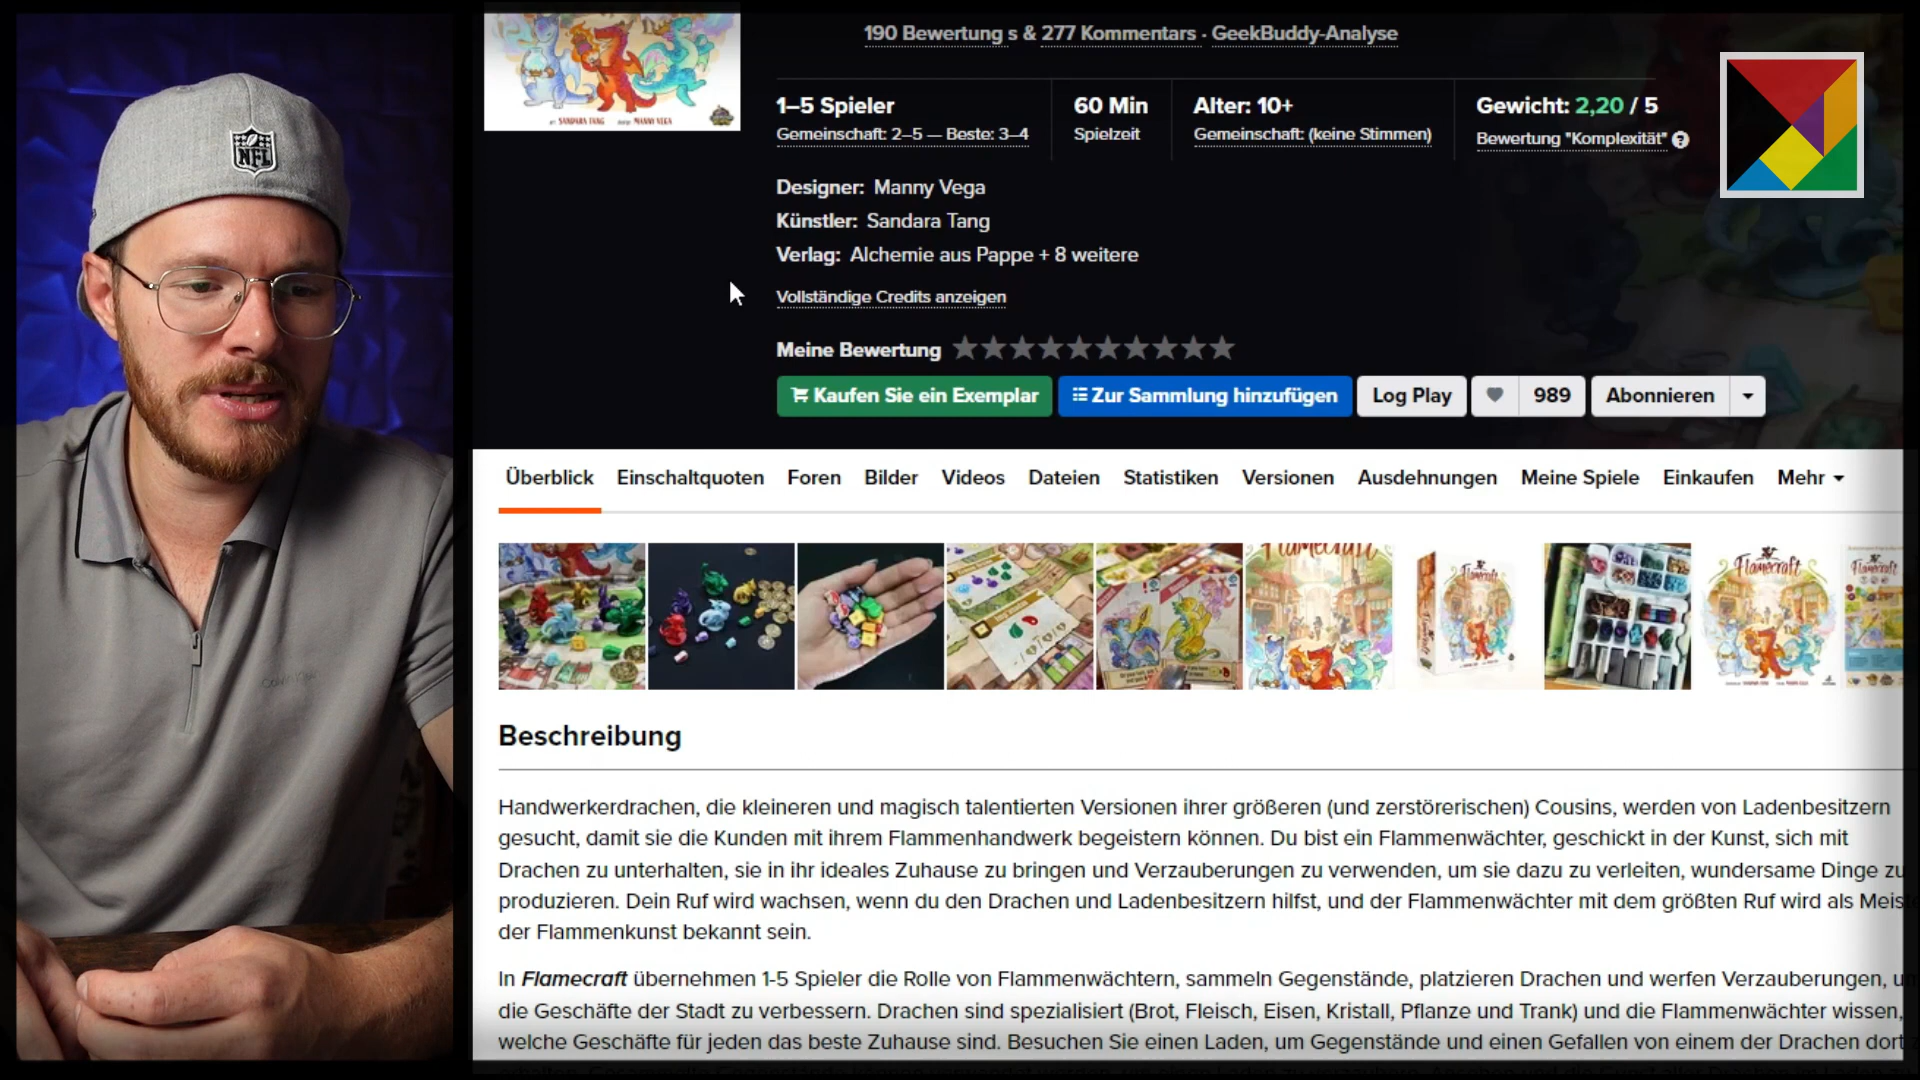 190 Bewertung s & 277 Kommentars · GeekBuddy-Analyse
NFL
SANDARA TANG MANNY VEGA
1–5 Spieler
Gemeinschaft: 2–5 — Beste: 3–4
60 Min
Spielzeit
Alter: 10+
Gemeinschaft: (keine Stimmen)
Gewicht: 2,20 / 5
Bewertung "Komplexität" ?
Designer: Manny Vega
Künstler: Sandara Tang
Verlag: Alchemie aus Pappe + 8 weitere
Vollständige Credits anzeigen
Meine Bewertung
Kaufen Sie ein Exemplar
Zur Sammlung hinzufügen
Log Play
989
Abonnieren
Überblick Einschaltquoten Foren Bilder Videos Dateien Statistiken Versionen Ausdehnungen Meine Spiele Einkaufen Mehr
Flamecraft
Flamecraft
Flamecraft
Flamecraft
Beschreibung
Handwerkerdrachen, die kleineren und magisch talentierten Versionen ihrer größeren (und zerstörerischen) Cousins, werden von Ladenbesitzern
gesucht, damit sie die Kunden mit ihrem Flammenhandwerk begeistern können. Du bist ein Flammenwächter, geschickt in der Kunst, sich mit
Drachen zu unterhalten, sie in ihr ideales Zuhause zu bringen und Verzauberungen zu verwenden, um sie dazu zu verleiten, wundersame Dinge zu
produzieren. Dein Ruf wird wachsen, wenn du den Drachen und Ladenbesitzern hilfst, und der Flammenwächter mit dem größten Ruf wird als Meis
der Flammenkunst bekannt sein.
In Flamecraft übernehmen 1-5 Spieler die Rolle von Flammenwächtern, sammeln Gegenstände, platzieren Drachen und werfen Verzauberungen, u
die Geschäfte der Stadt zu verbessern. Drachen sind spezialisiert (Brot, Fleisch, Eisen, Kristall, Pflanze und Trank) und die Flammenwächter wissen,
welche Geschäfte für jeden das beste Zuhause sind. Besuchen Sie einen Laden, um Gegenstände und einen Gefallen von einem der Drachen dort